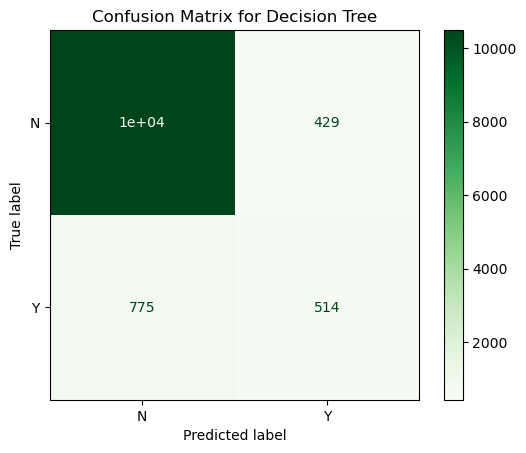 Confusion Matrix for Decision Tree
10000
N 1e+04 429
8000
6000
True label
4000
Y 775 514
2000
N Y
Predicted label